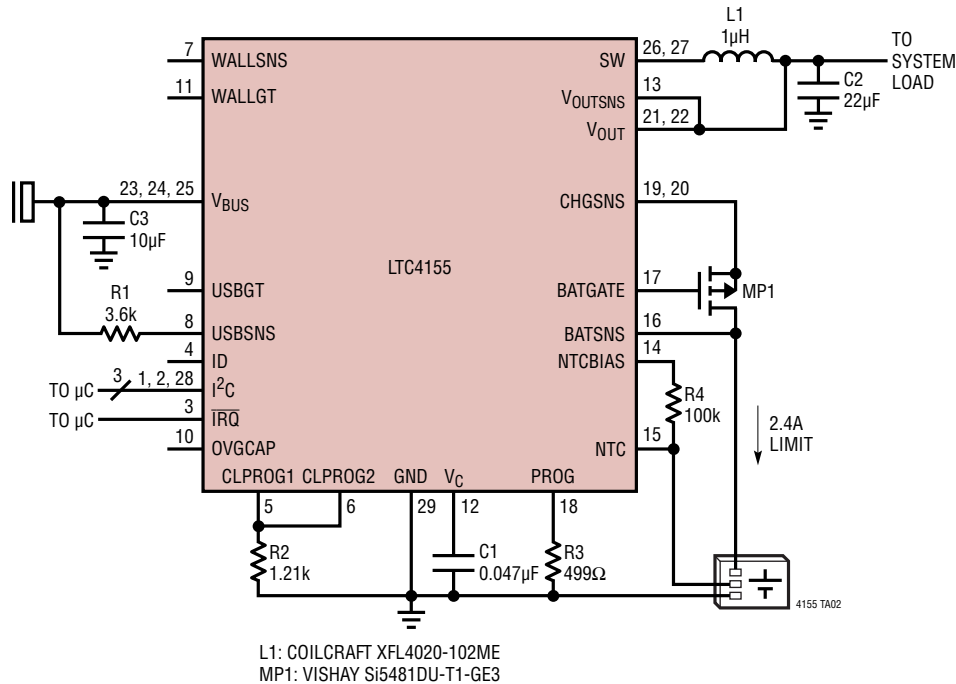 L1
1µH
TO
SYSTEM
LOAD
C2
22µF
7
WALLSNS
11
WALLGT
SW
26, 27
VOUTSNS
13
VOUT
21, 22
23, 24, 25
VBUS
C3
10µF
CHGSNS
19, 20
LTC4155
9
USBGT
R1
3.6k
8
USBSNS
BATGATE
17
MP1
BATSNS
16
4
ID
NTCBIAS
14
TO µC
3
1, 2, 28
I2C
TO µC
3
IRQ
R4
100k
2.4A
LIMIT
10
OVGCAP
NTC
15
CLPROG1
CLPROG2
GND
VC
PROG
5
6
29
12
18
R2
1.21k
C1
0.047µF
R3
499Ω
4155 TA02
L1: COILCRAFT XFL4020-102ME
MP1: VISHAY Si5481DU-T1-GE3